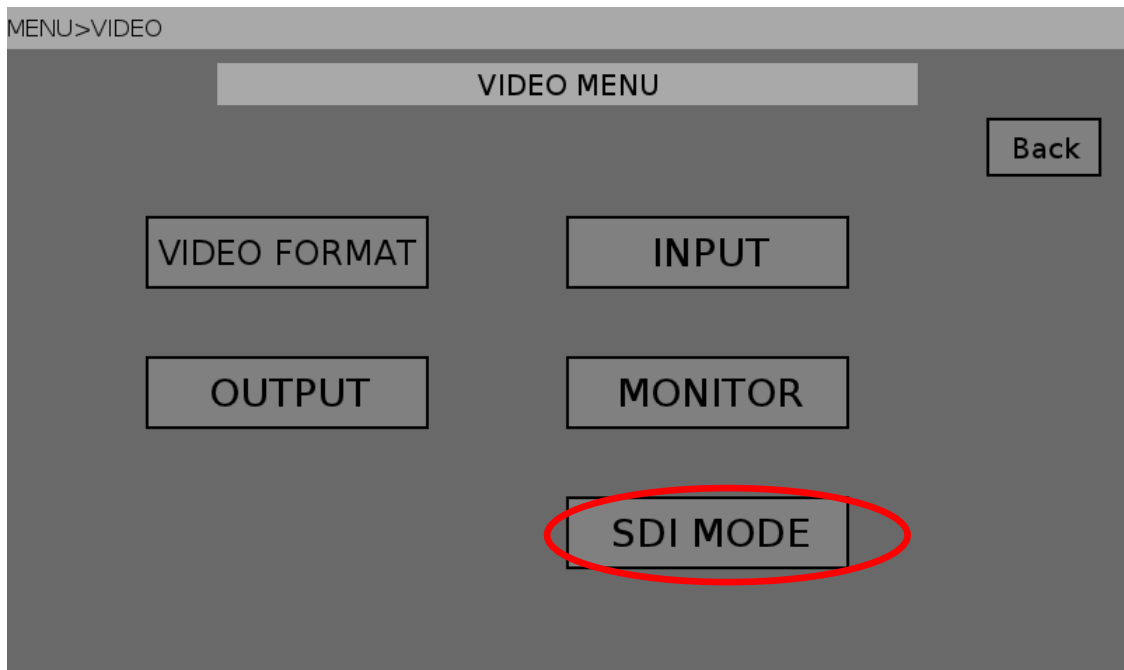 MENU>VIDEO
VIDEO MENU
Back
VIDEO FORMAT
INPUT
OUTPUT
MONITOR
SDI MODE